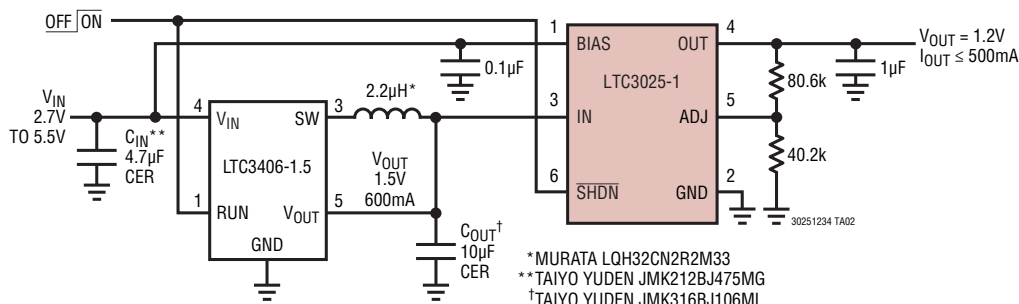 OFF ON
1
BIAS
OUT
4
VOUT = 1.2V
IOUT ≤ 500mA
0.1µF
LTC3025-1
80.6k
1µF
VIN
2.7V
TO 5.5V
CIN**
4.7µF
CER
4
VIN
SW
3
2.2µH*
3
IN
ADJ
5
LTC3406-1.5
VOUT
1.5V
600mA
40.2k
1
RUN
VOUT
5
6
SHDN
GND
2
GND
COUT†
10µF
CER
30251234 TA02
*MURATA LQH32CN2R2M33
**TAIYO YUDEN JMK212BJ475MG
†TAIYO YUDEN JMK316BJ106ML